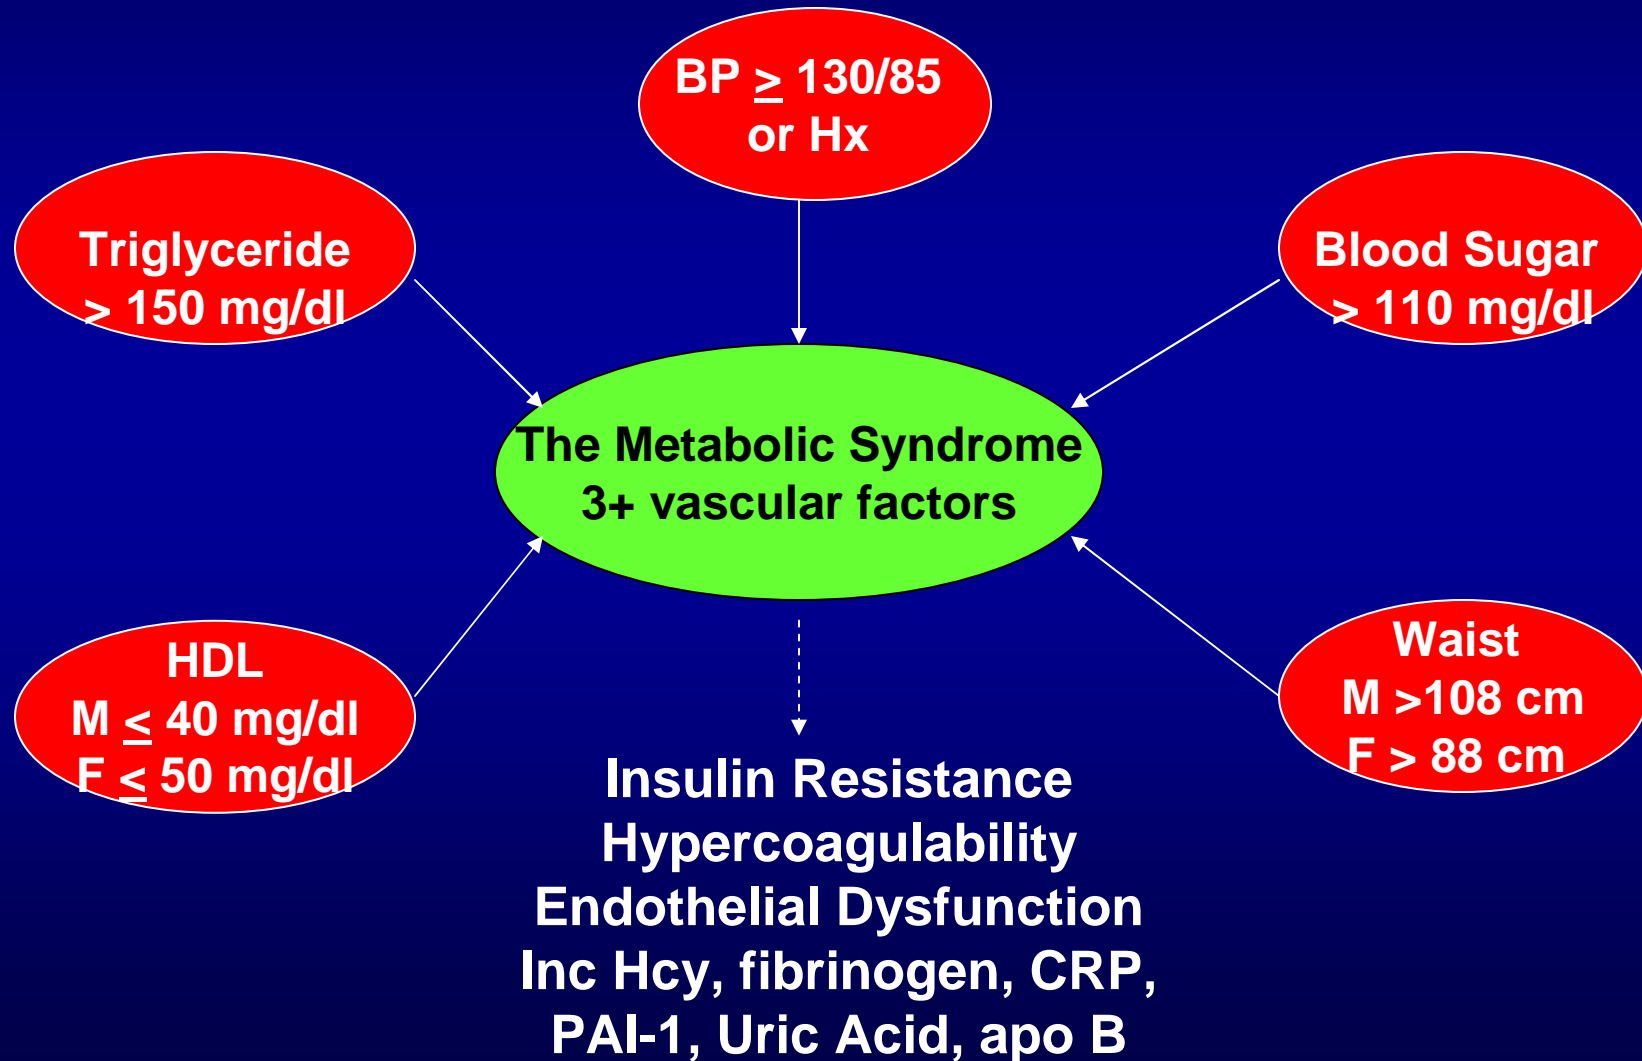 BP ≥ 130/85
or Hx
Triglyceride
> 150 mg/dl
Blood Sugar
> 110 mg/dl
The Metabolic Syndrome
3+ vascular factors
HDL
M ≤ 40 mg/dl
F ≤ 50 mg/dl
Waist
M >108 cm
F > 88 cm
Insulin Resistance
Hypercoagulability
Endothelial Dysfunction
Inc Hcy, fibrinogen, CRP,
PAI-1, Uric Acid, apo B